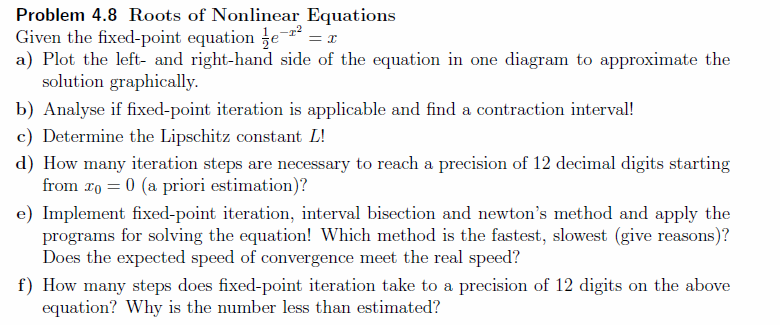 Problem 4.8 Roots of Nonlinear Equations
Given the fixed-point equation ½e^{-x²} = x
a) Plot the left- and right-hand side of the equation in one diagram to approximate the
solution graphically.
b) Analyse if fixed-point iteration is applicable and find a contraction interval!
c) Determine the Lipschitz constant L!
d) How many iteration steps are necessary to reach a precision of 12 decimal digits starting
from x₀ = 0 (a priori estimation)?
e) Implement fixed-point iteration, interval bisection and newton's method and apply the
programs for solving the equation! Which method is the fastest, slowest (give reasons)?
Does the expected speed of convergence meet the real speed?
f) How many steps does fixed-point iteration take to a precision of 12 digits on the above
equation? Why is the number less than estimated?